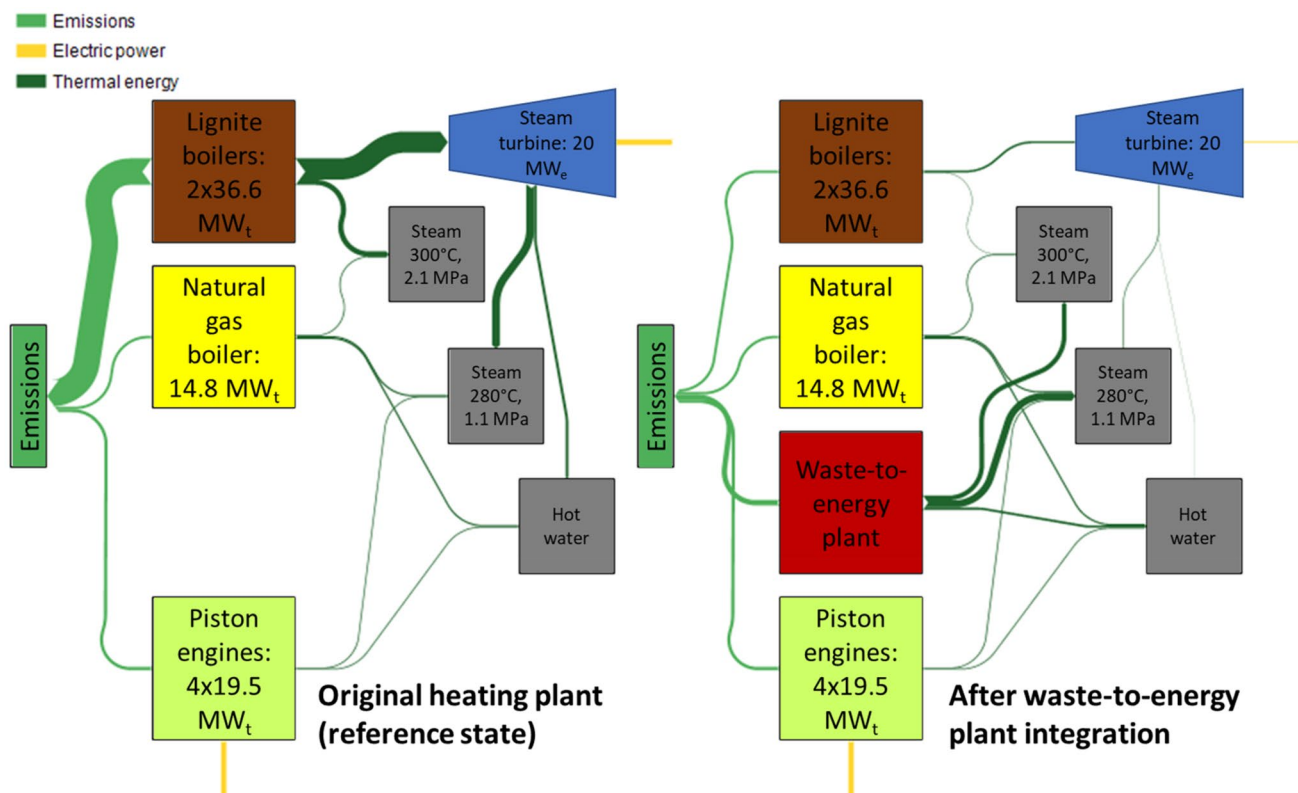 Emissions
Electric power
Thermal energy
Lignite
boilers:
2x36.6
MWt
Steam
turbine: 20
MWe
Steam
300°C,
2.1 MPa
Natural
gas
boiler:
14.8 MWt
Emissions
Steam
280°C,
1.1 MPa
Hot
water
Piston
engines:
4x19.5
MWt
Original heating plant
(reference state)
Lignite
boilers:
2x36.6
MWt
Steam
turbine: 20
MWe
Steam
300°C,
2.1 MPa
Natural
gas
boiler:
14.8 MWt
Emissions
Steam
280°C,
1.1 MPa
Waste-to-
energy
plant
Hot
water
Piston
engines:
4x19.5
MWt
After waste-to-energy
plant integration